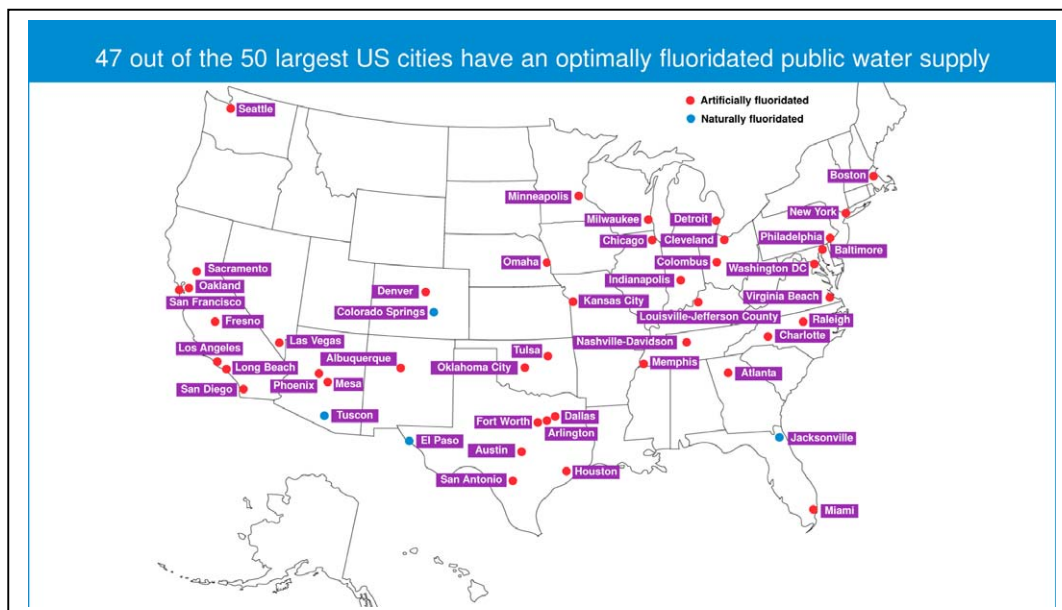 47 out of the 50 largest US cities have an optimally fluoridated public water supply
Artificially fluoridated
Naturally fluoridated
Seattle
Boston
Minneapolis
New York
Milwaukee
Detroit
Philadelphia
Chicago
Cleveland
Baltimore
Omaha
Colombus
Washington DC
Sacramento
Indianapolis
Oakland
Denver
Kansas City
Virginia Beach
San Francisco
Colorado Springs
Louisville-Jefferson County
Fresno
Raleigh
Las Vegas
Nashville-Davidson
Charlotte
Los Angeles
Albuquerque
Tulsa
Long Beach
Oklahoma City
Memphis
Atlanta
San Diego
Phoenix
Mesa
Tuscon
Fort Worth
Dallas
Arlington
El Paso
Jacksonville
Austin
San Antonio
Houston
Miami